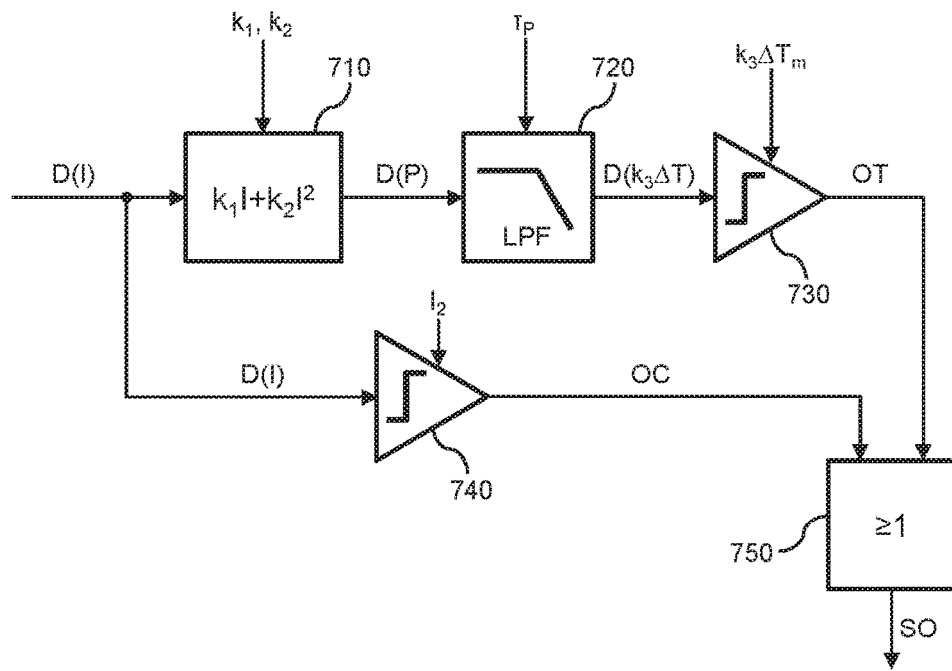 k₁, k₂
710
τP
720
k₃ΔTₘ
D(I)
k₁I+k₂I²
D(P)
LPF
D(k₃ΔT)
OT
730
I₂
D(I)
OC
740
750
≥1
SO